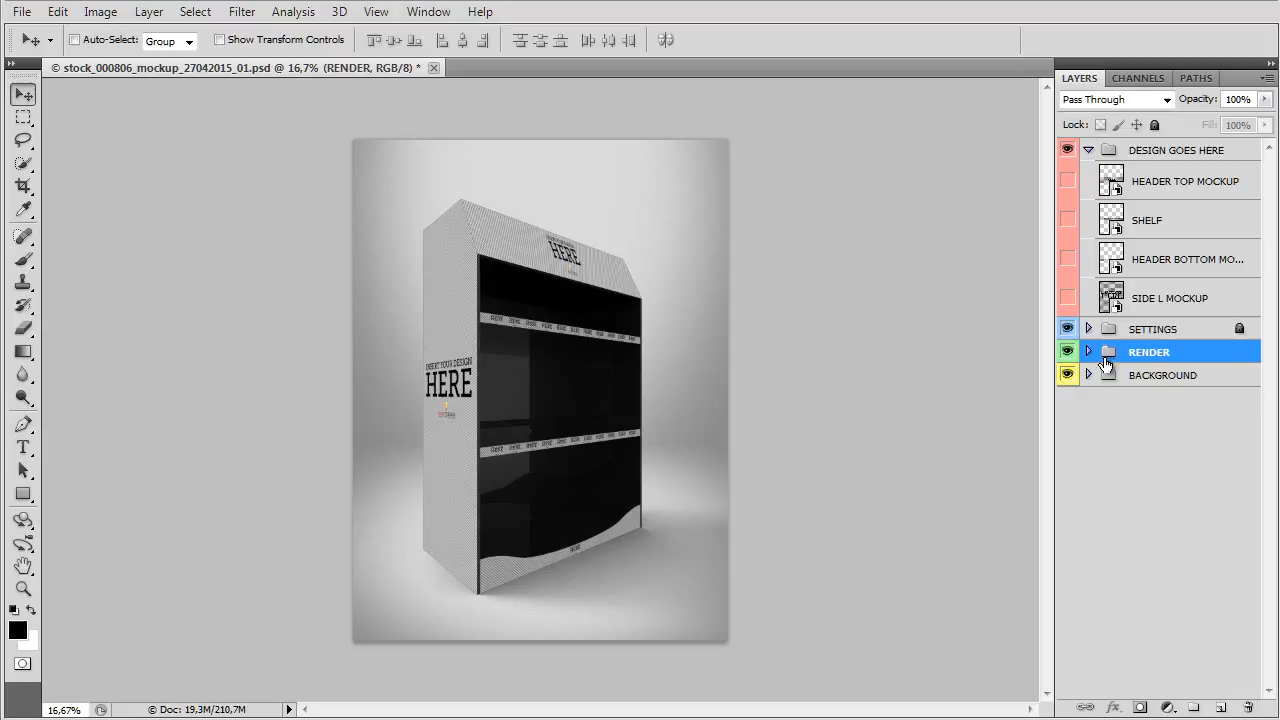 File Edit Image Layer Select Filter Analysis 3D View Window Help
Auto-Select: Group Show Transform Controls
© stock_000806_mockup_27042015_01.psd @ 16,7% (RENDER, RGB/8) *
LAYERS CHANNELS PATHS
Pass Through Opacity: 100%
Lock: Fill: 100%
DESIGN GOES HERE
HEADER TOP MOCKUP
SHELF
HEADER BOTTOM MO...
SIDE L MOCKUP
SETTINGS
RENDER
BACKGROUND
HERE
INSERT YOUR DESIGN
HERE
16,67% © Doc: 19,3M/210,7M